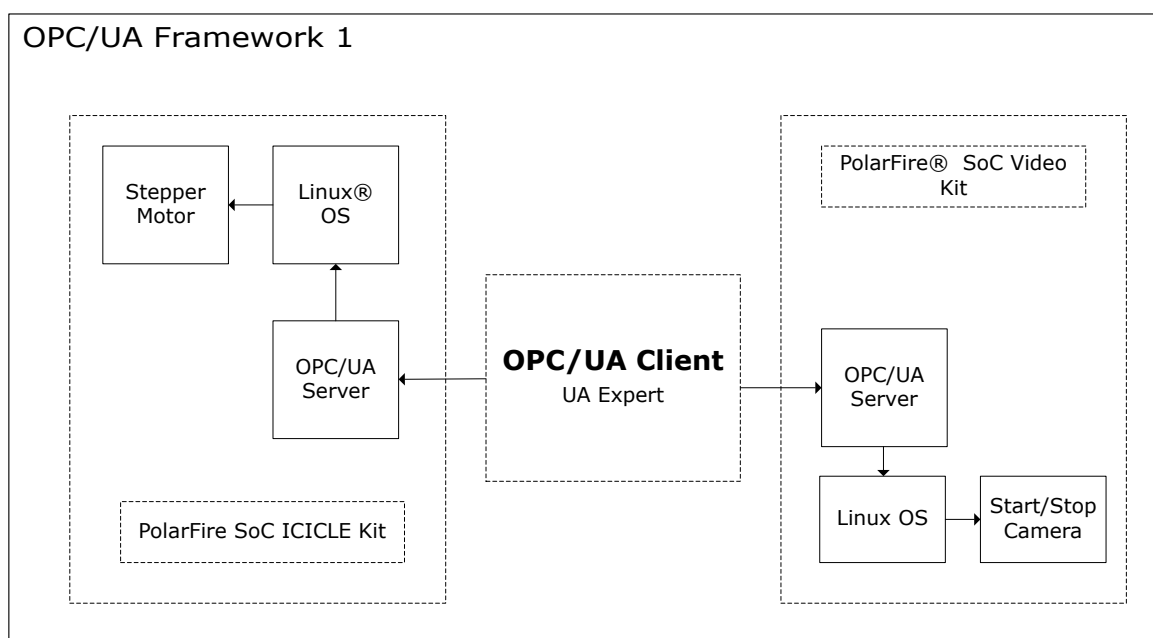 OPC/UA Framework 1
Stepper
Motor
Linux®
OS
OPC/UA
Server
PolarFire SoC ICICLE Kit
OPC/UA Client
UA Expert
PolarFire® SoC Video
Kit
OPC/UA
Server
Linux OS
Start/Stop
Camera